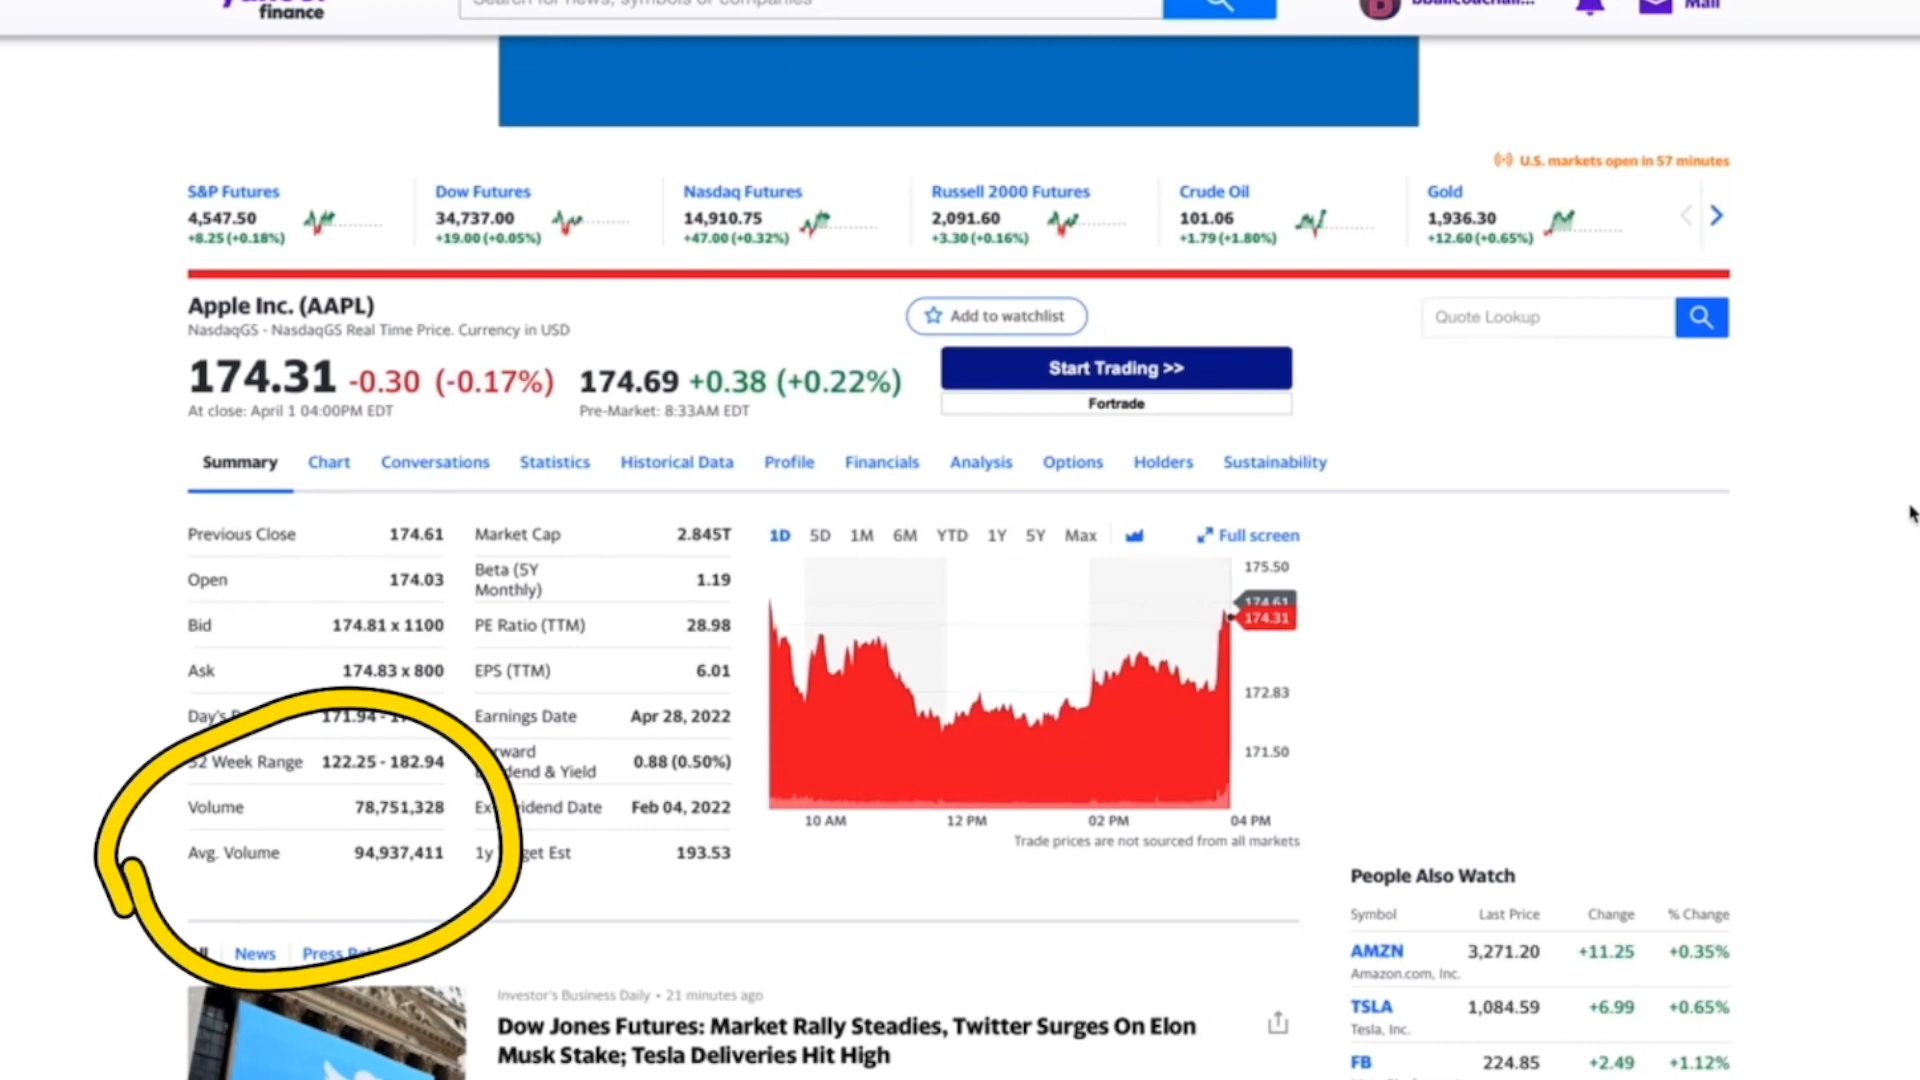 finance
Mail
U.S. markets open in 57 minutes
S&P Futures
4,547.50
+8.25 (+0.18%)
Dow Futures
34,737.00
+19.00 (+0.05%)
Nasdaq Futures
14,910.75
+47.00 (+0.32%)
Russell 2000 Futures
2,091.60
+3.30 (+0.16%)
Crude Oil
101.06
+1.79 (+1.80%)
Gold
1,936.30
+12.60 (+0.65%)
Apple Inc. (AAPL)
NasdaqGS - NasdaqGS Real Time Price. Currency in USD
Add to watchlist
Quote Lookup
174.31 -0.30 (-0.17%)
At close: April 1 04:00PM EDT
174.69 +0.38 (+0.22%)
Pre-Market: 8:33AM EDT
Start Trading >>
Fortrade
Summary Chart Conversations Statistics Historical Data Profile Financials Analysis Options Holders Sustainability
Previous Close 174.61
Open 174.03
Bid 174.81 x 1100
Ask 174.83 x 800
Day's 171.94 -
52 Week Range 122.25 - 182.94
Volume 78,751,328
Avg. Volume 94,937,411
Market Cap 2.845T
Beta (5Y
Monthly) 1.19
PE Ratio (TTM) 28.98
EPS (TTM) 6.01
Earnings Date Apr 28, 2022
& Yield 0.88 (0.50%)
Date Feb 04, 2022
1y Est 193.53
1D 5D 1M 6M YTD 1Y 5Y Max
Full screen
175.50
174.61
174.31
172.83
171.50
10 AM 12 PM 02 PM 04 PM
Trade prices are not sourced from all markets
People Also Watch
Symbol Last Price Change % Change
AMZN 3,271.20 +11.25 +0.35%
Amazon.com, Inc.
TSLA 1,084.59 +6.99 +0.65%
Tesla, Inc.
FB 224.85 +2.49 +1.12%
News
Press
Investor's Business Daily • 21 minutes ago
Dow Jones Futures: Market Rally Steadies, Twitter Surges On Elon
Musk Stake; Tesla Deliveries Hit High